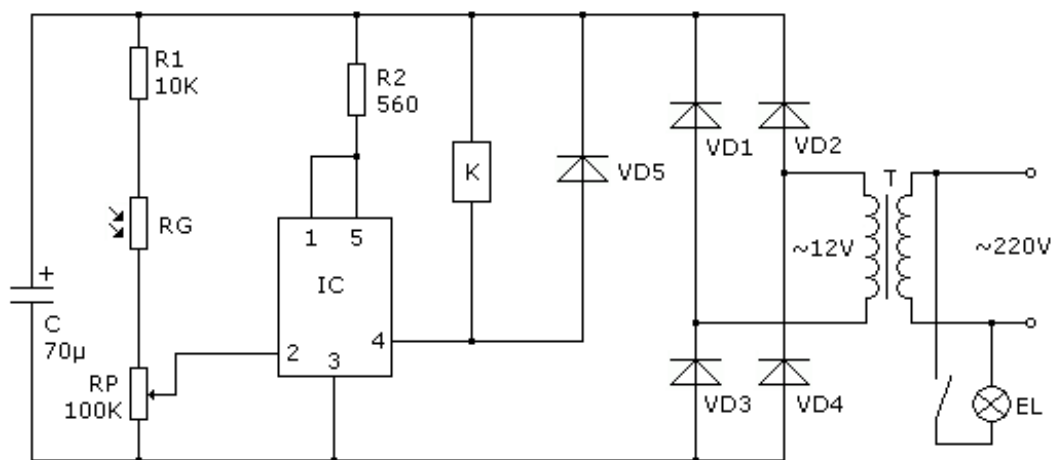 R1
10K
R2
560
K
VD5
VD1
VD2
T
RG
1
5
IC
~12V
~220V
+
C
70µ
2
3
4
RP
100K
VD3
VD4
EL